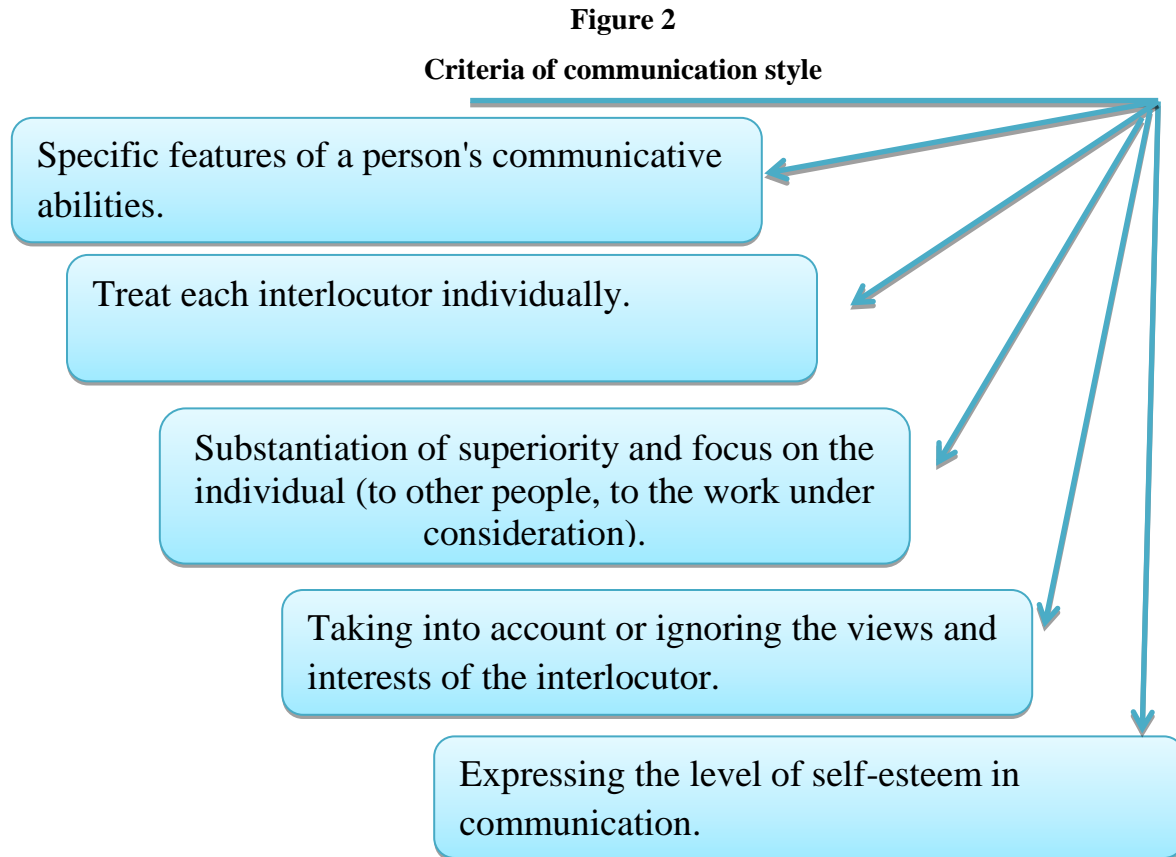 Figure 2
Criteria of communication style
Specific features of a person's communicative
abilities.
Treat each interlocutor individually.
Substantiation of superiority and focus on the
individual (to other people, to the work under
consideration).
Taking into account or ignoring the views and
interests of the interlocutor.
Expressing the level of self-esteem in
communication.